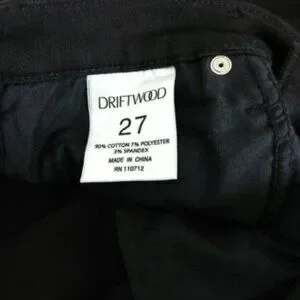 DRIFTWOOD
27
90% COTTON 7% POLYESTER
3% SPANDEX
MADE IN CHINA
RN 110712